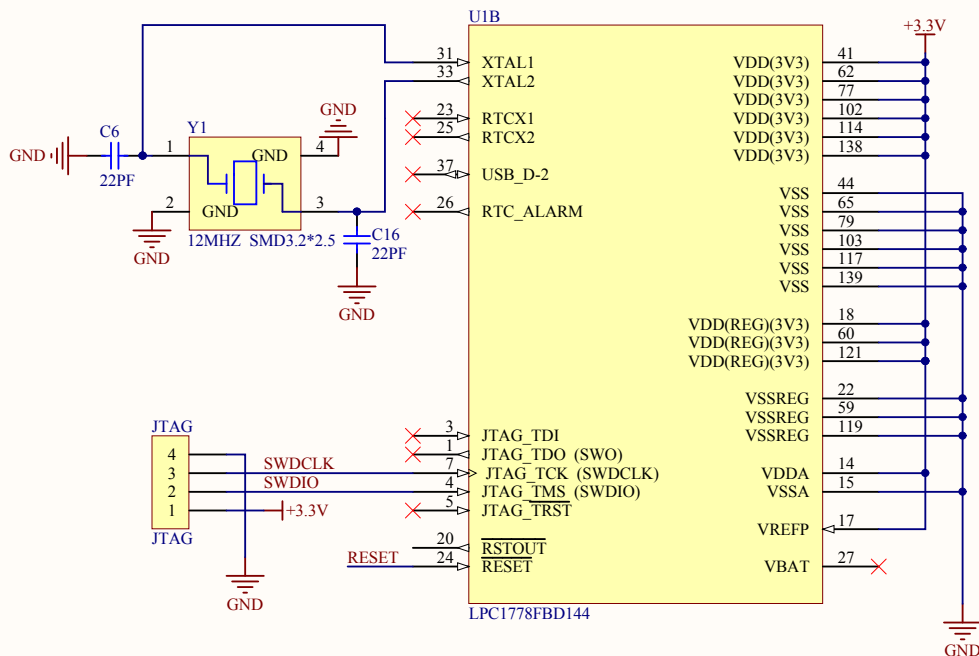 U1B
+3.3V
31 XTAL1 VDD(3V3) 41
33 XTAL2 VDD(3V3) 62
VDD(3V3) 77
23 RTCX1 VDD(3V3) 102
25 RTCX2 VDD(3V3) 114
VDD(3V3) 138
C6 Y1 GND
GND 1 GND 4
22PF
37 USB_D-2
VSS 44
2 GND 3 26 RTC_ALARM VSS 65
VSS 79
12MHZ SMD3.2*2.5 C16
22PF
GND
VSS 103
VSS 117
VSS 139
GND
VDD(REG)(3V3) 18
VDD(REG)(3V3) 60
VDD(REG)(3V3) 121
VSSREG 22
VSSREG 59
JTAG 3 JTAG_TDI VSSREG 119
4 1 JTAG_TDO (SWO)
3 SWDCLK 7 JTAG_TCK (SWDCLK) VDDA 14
2 SWDIO 4 JTAG_TMS (SWDIO) VSSA 15
1 +3.3V 5 JTAG_TRST
VREFP 17
JTAG
20 RSTOUT
RESET 24 RESET VBAT 27
GND
LPC1778FBD144
GND